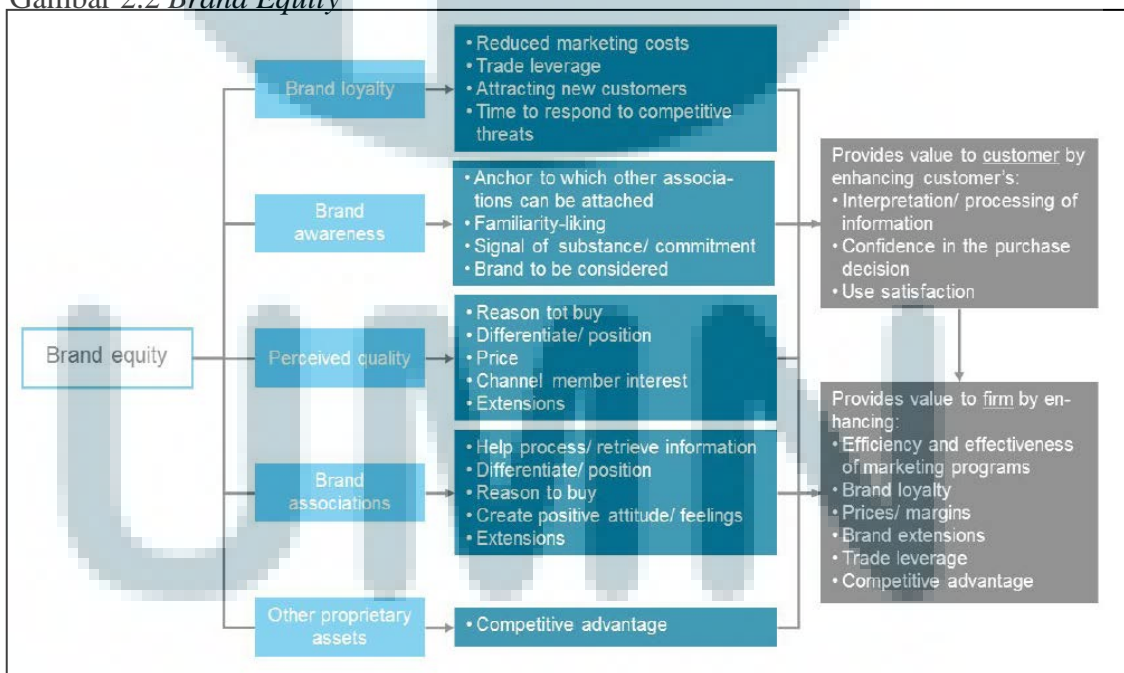 Gambar 2.2 Brand Equity
Brand equity
Brand loyalty
• Reduced marketing costs
• Trade leverage
• Attracting new customers
• Time to respond to competitive
threats
Brand
awareness
• Anchor to which other associa-
tions can be attached
• Familiarity-liking
• Signal of substance/ commitment
• Brand to be considered
Perceived quality
• Reason tot buy
• Differentiate/ position
• Price
• Channel member interest
• Extensions
Brand
associations
• Help process/ retrieve information
• Differentiate/ position
• Reason to buy
• Create positive attitude/ feelings
• Extensions
Other proprietary
assets
• Competitive advantage
Provides value to customer by
enhancing customer's:
• Interpretation/ processing of
information
• Confidence in the purchase
decision
• Use satisfaction
Provides value to firm by en-
hancing:
• Efficiency and effectiveness
of marketing programs
• Brand loyalty
• Prices/ margins
• Brand extensions
• Trade leverage
• Competitive advantage
UMN